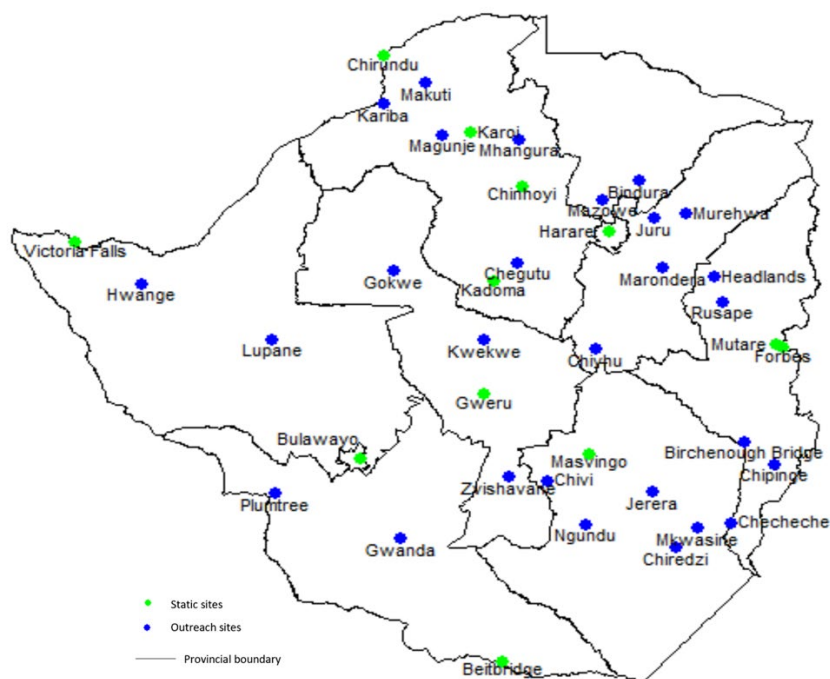 Chirundu
Makuti
Kariba
Karoi
Magunje
Mhangura
Chinhoyi
Bindura
Mazowe
Murehwa
Juru
Harare
Victoria Falls
Hwange
Gokwe
Chegutu
Kadoma
Marondera
Headlands
Rusape
Lupane
Kwekwe
Chivhu
Mutare
Forbes
Gweru
Bulawayo
Masvingo
Birchenough Bridge
Chipinge
Zvishavane
Chivi
Plumtree
Jerera
Gwanda
Ngundu
Mkwasine
Checheche
Chiredzi
Static sites
Outreach sites
Provincial boundary
Beitbridge